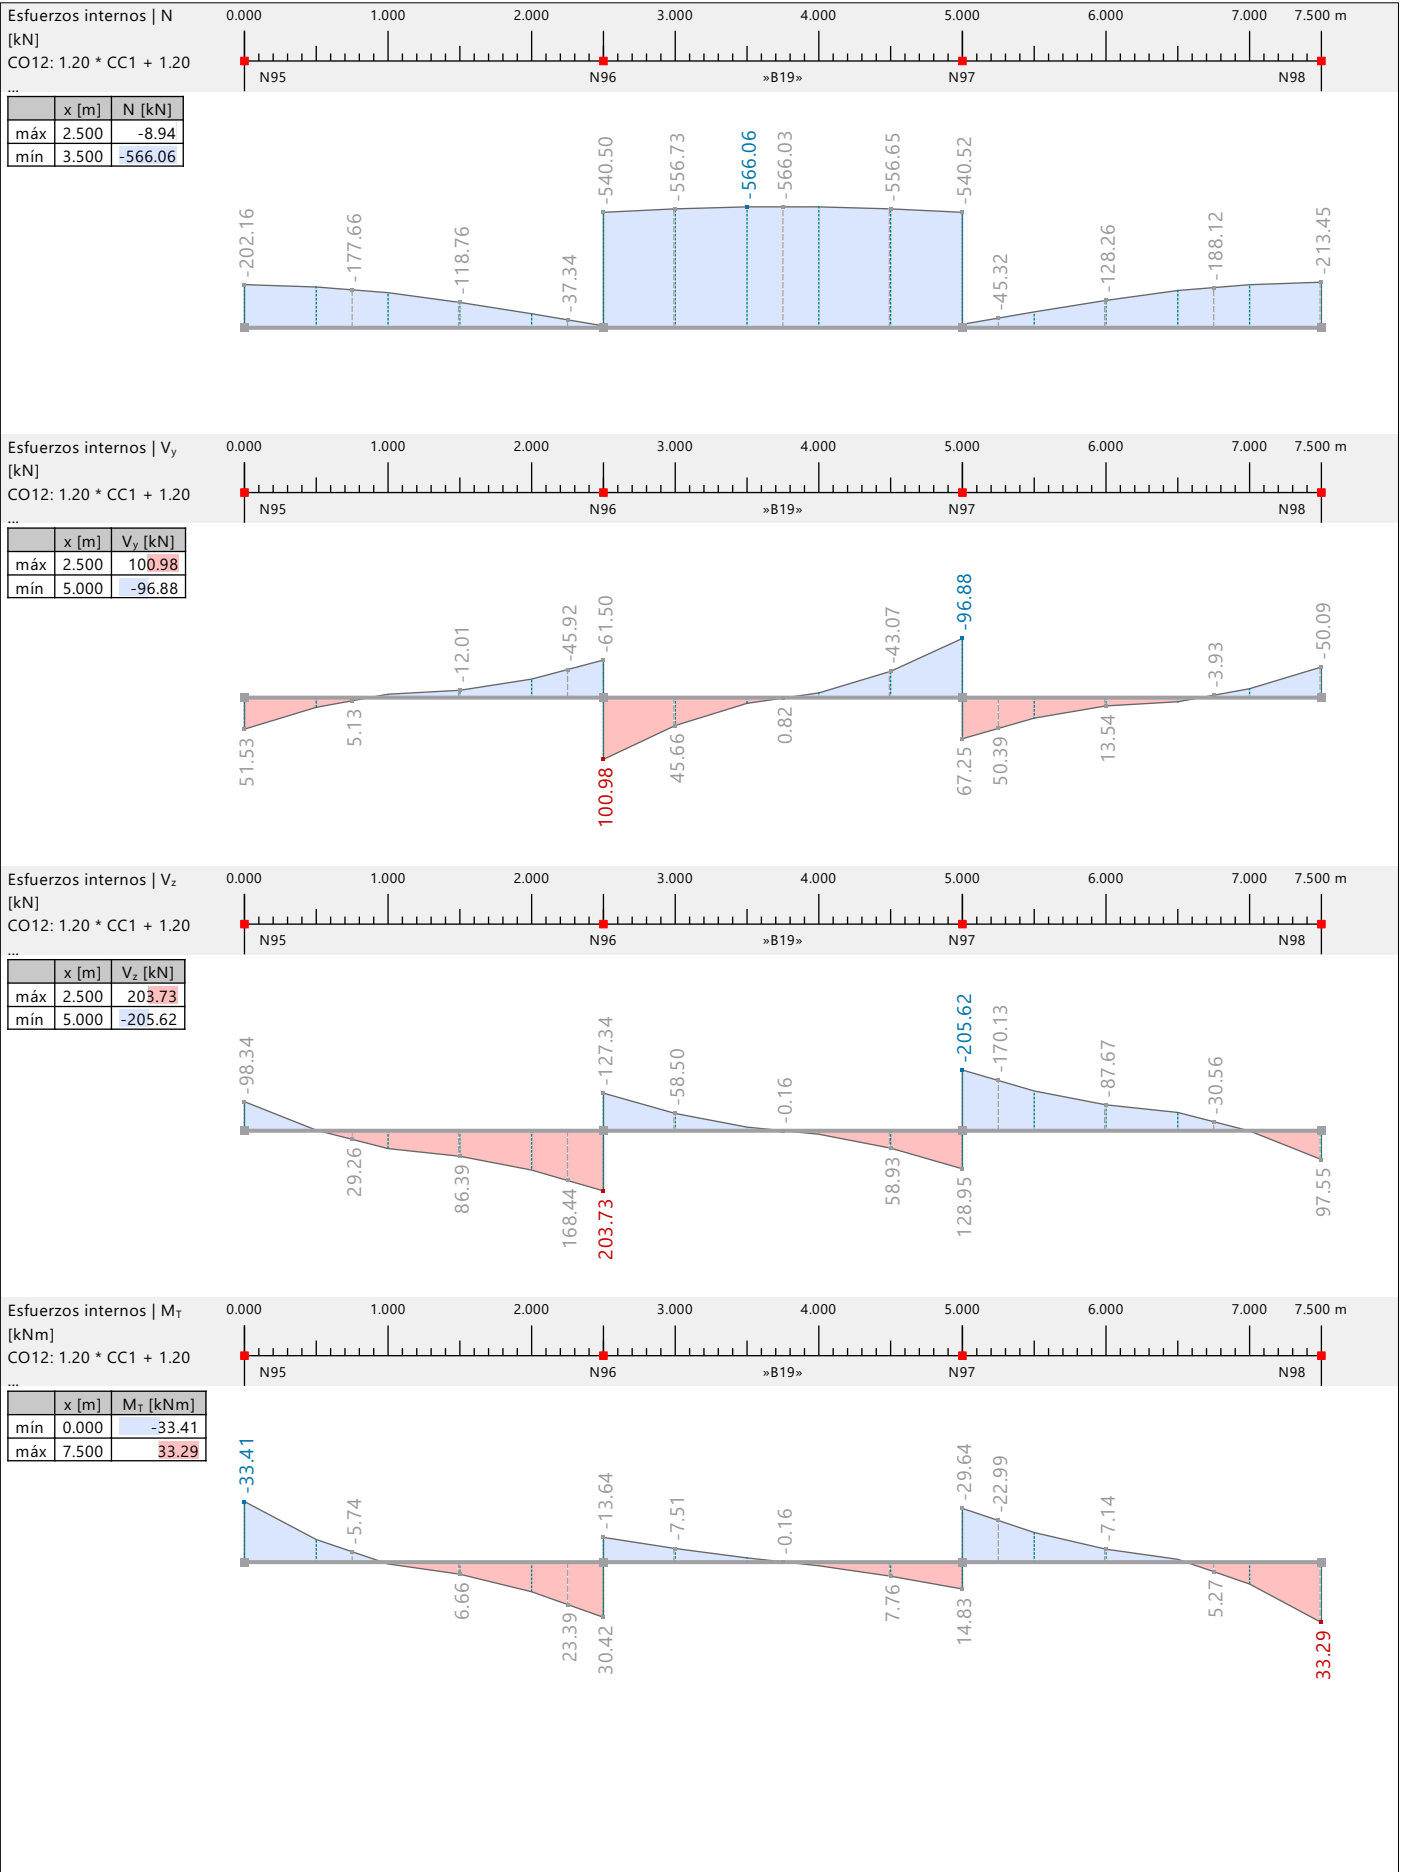 Esfuerzos internos | N
[kN]
CO12: 1.20 * CC1 + 1.20
...
0.000 1.000 2.000 3.000 4.000 5.000 6.000 7.000 7.500 m
N95 N96 »B19» N97 N98
x [m] N [kN]
máx 2.500 -8.94
mín 3.500 -566.06
-202.16 -177.66 -118.76 -37.34 -540.50 -556.73 -566.06 -566.03 -556.65 -540.52 -45.32 -128.26 -188.12 -213.45
Esfuerzos internos | Vy
[kN]
CO12: 1.20 * CC1 + 1.20
...
0.000 1.000 2.000 3.000 4.000 5.000 6.000 7.000 7.500 m
N95 N96 »B19» N97 N98
x [m] Vy [kN]
máx 2.500 100.98
mín 5.000 -96.88
51.53 5.13 -12.01 -45.92 -61.50 100.98 45.66 0.82 -43.07 -96.88 67.25 50.39 13.54 -3.93 -50.09
Esfuerzos internos | Vz
[kN]
CO12: 1.20 * CC1 + 1.20
...
0.000 1.000 2.000 3.000 4.000 5.000 6.000 7.000 7.500 m
N95 N96 »B19» N97 N98
x [m] Vz [kN]
máx 2.500 203.73
mín 5.000 -205.62
-98.34 29.26 86.39 168.44 203.73 -127.34 -58.50 -0.16 58.93 128.95 -205.62 -170.13 -87.67 -30.56 97.55
Esfuerzos internos | MT
[kNm]
CO12: 1.20 * CC1 + 1.20
...
0.000 1.000 2.000 3.000 4.000 5.000 6.000 7.000 7.500 m
N95 N96 »B19» N97 N98
x [m] MT [kNm]
mín 0.000 -33.41
máx 7.500 33.29
-33.41 -5.74 6.66 23.39 30.42 -13.64 -7.51 -0.16 7.76 14.83 -29.64 -22.99 -7.14 5.27 33.29